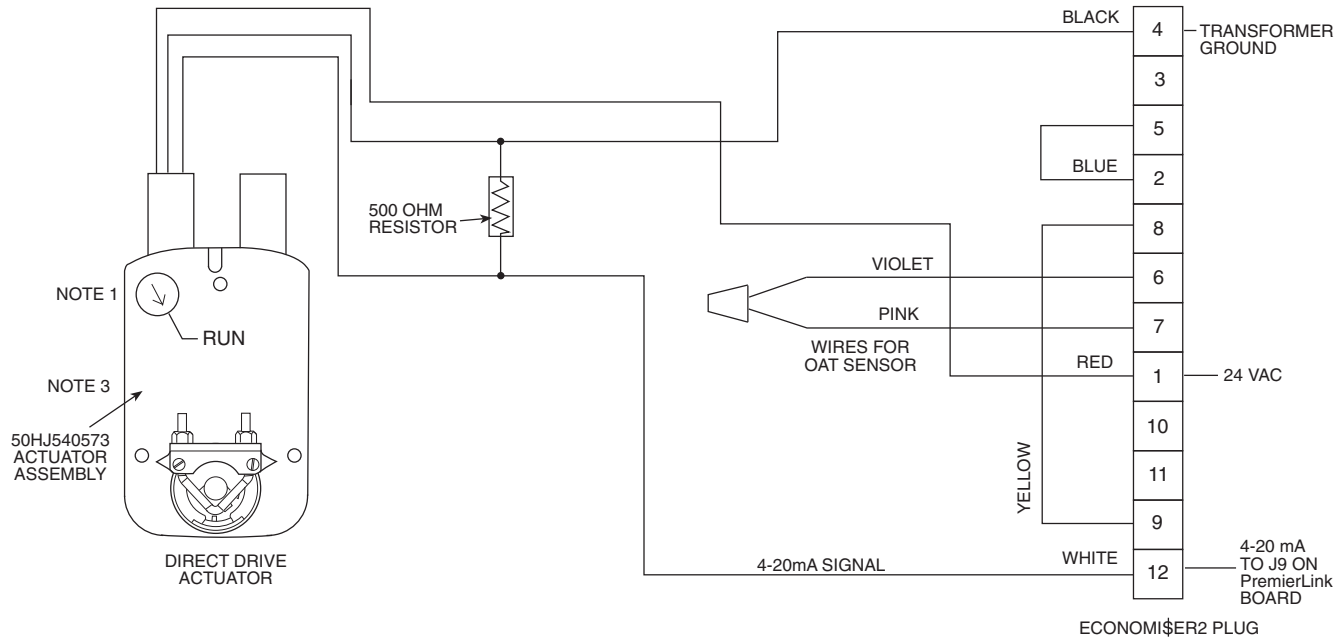 BLACK
4
TRANSFORMER
GROUND
3
5
BLUE
2
500 OHM
RESISTOR
8
VIOLET
6
NOTE 1
RUN
PINK
7
WIRES FOR
OAT SENSOR
RED
1
24 VAC
NOTE 3
50HJ540573
ACTUATOR
ASSEMBLY
10
11
YELLOW
9
DIRECT DRIVE
ACTUATOR
4-20mA SIGNAL
WHITE
12
4-20 mA
TO J9 ON
PremierLink
BOARD
ECONOMI$ER2 PLUG